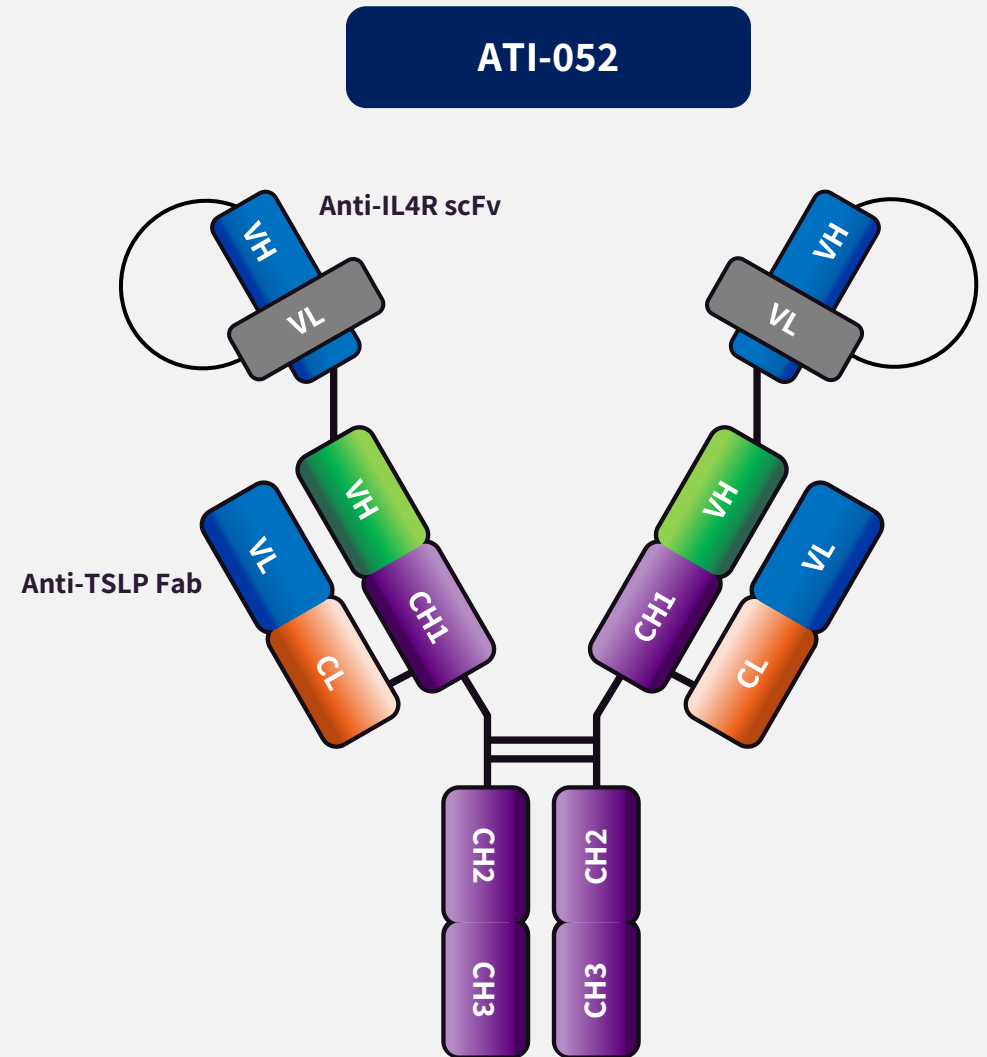 ATI-052
Anti-IL4R scFv
VH
VL
VH
VL
Anti-TSLP Fab
VH
VL
CH1
CL
VH
VL
CH1
CL
CH2
CH3
CH2
CH3